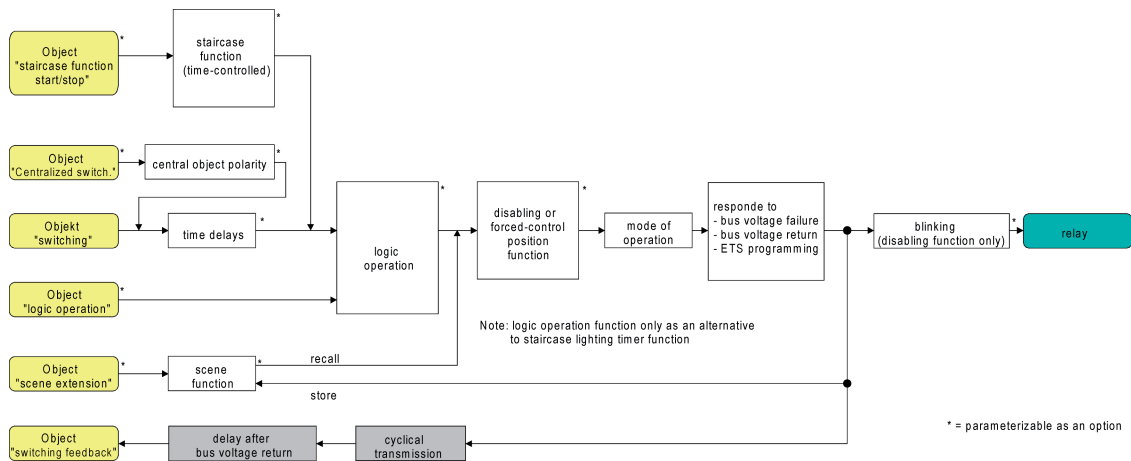 *
Object
"staircase function
start/stop"
*
staircase
function
(time-controlled)
*
Object
"Centralized switch."
*
central object polarity
*
Objekt
"switching"
time delays
*
logic
operation
*
disabling or
forced-control
position
function
*
mode of
operation
responde to
- bus voltage failure
- bus voltage return
- ETS programming
blinking
(disabling function only)
*
relay
Object
"logic operation"
*
Note: logic operation function only as an alternative
to staircase lighting timer function
Object
"scene extension"
*
scene
function
*
recall
store
Object
"switching feedback"
delay after
bus voltage return
cyclical
transmission
* = parameterizable as an option